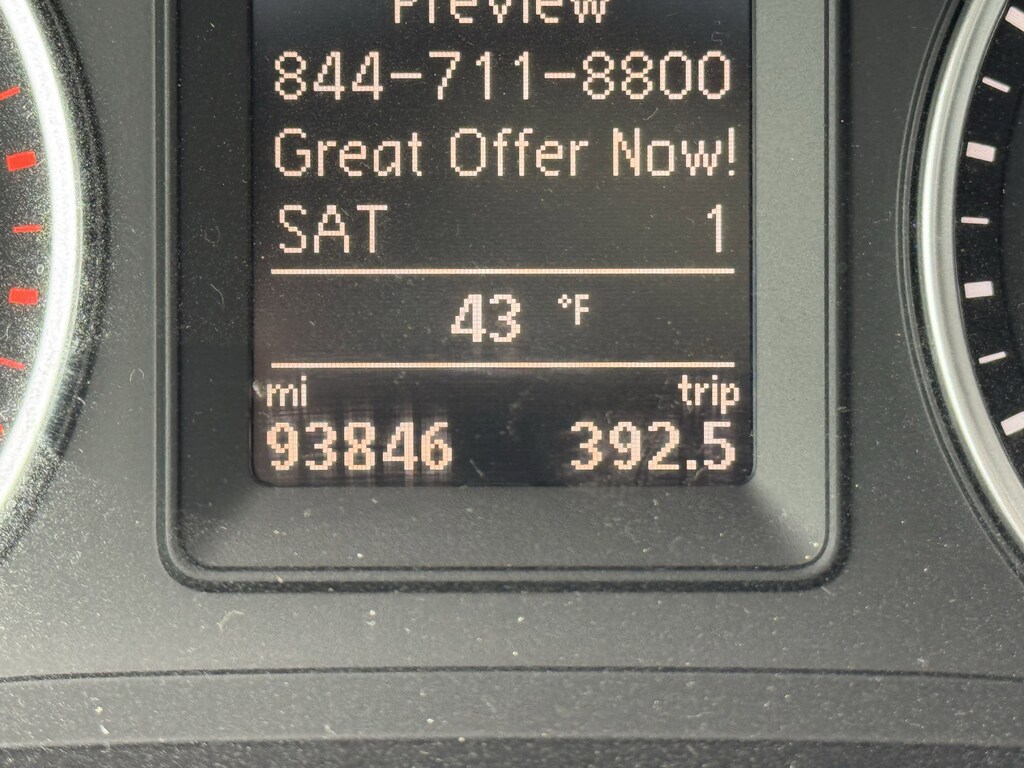 Preview
844-711-8800
Great Offer Now!
SAT 1
43 °F
mi trip
93846 392.5